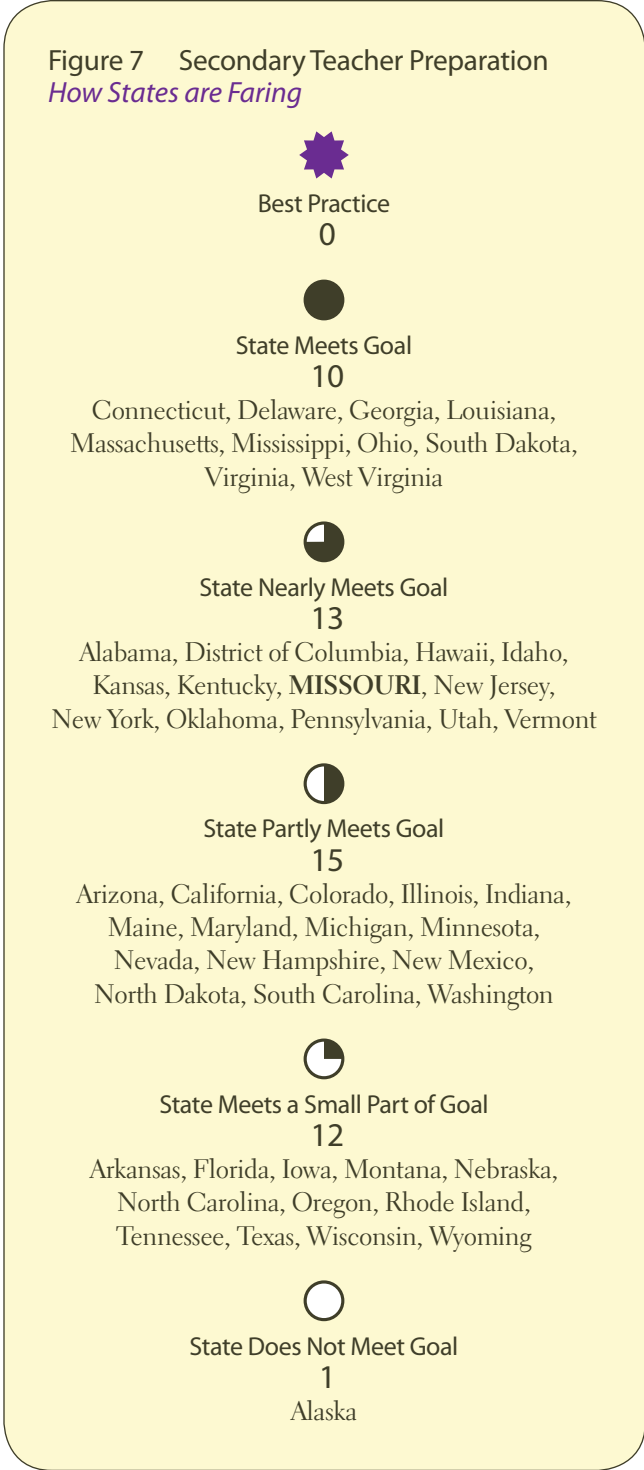 Figure 7 Secondary Teacher Preparation
How States are Faring
Best Practice
0
State Meets Goal
10
Connecticut, Delaware, Georgia, Louisiana,
Massachusetts, Mississippi, Ohio, South Dakota,
Virginia, West Virginia
State Nearly Meets Goal
13
Alabama, District of Columbia, Hawaii, Idaho,
Kansas, Kentucky, MISSOURI, New Jersey,
New York, Oklahoma, Pennsylvania, Utah, Vermont
State Partly Meets Goal
15
Arizona, California, Colorado, Illinois, Indiana,
Maine, Maryland, Michigan, Minnesota,
Nevada, New Hampshire, New Mexico,
North Dakota, South Carolina, Washington
State Meets a Small Part of Goal
12
Arkansas, Florida, Iowa, Montana, Nebraska,
North Carolina, Oregon, Rhode Island,
Tennessee, Texas, Wisconsin, Wyoming
State Does Not Meet Goal
1
Alaska